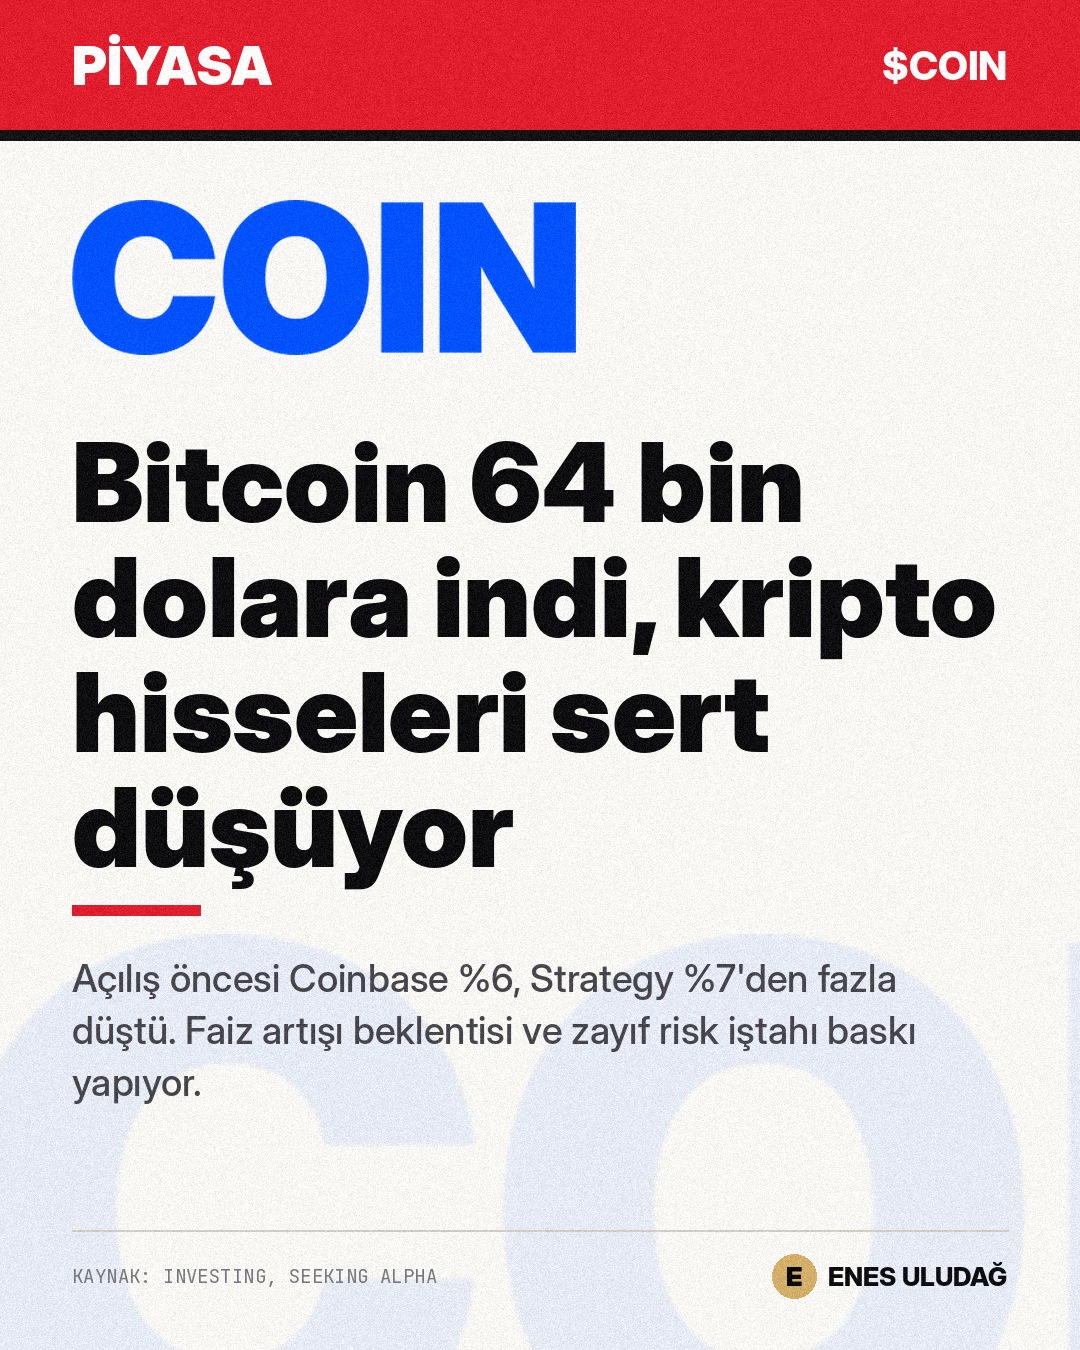 PİYASA
$COIN
COIN
Bitcoin 64 bin
dolara indi, kripto
hisseleri sert
düşüyor
Açılış öncesi Coinbase %6, Strategy %7'den fazla
düştü. Faiz artışı beklentisi ve zayıf risk iştahı baskı
yapıyor.
KAYNAK: INVESTING, SEEKING ALPHA
E ENES ULUDAĞ